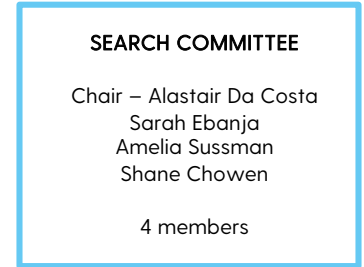 SEARCH COMMITTEE
Chair – Alastair Da Costa
Sarah Ebanja
Amelia Sussman
Shane Chowen
4 members